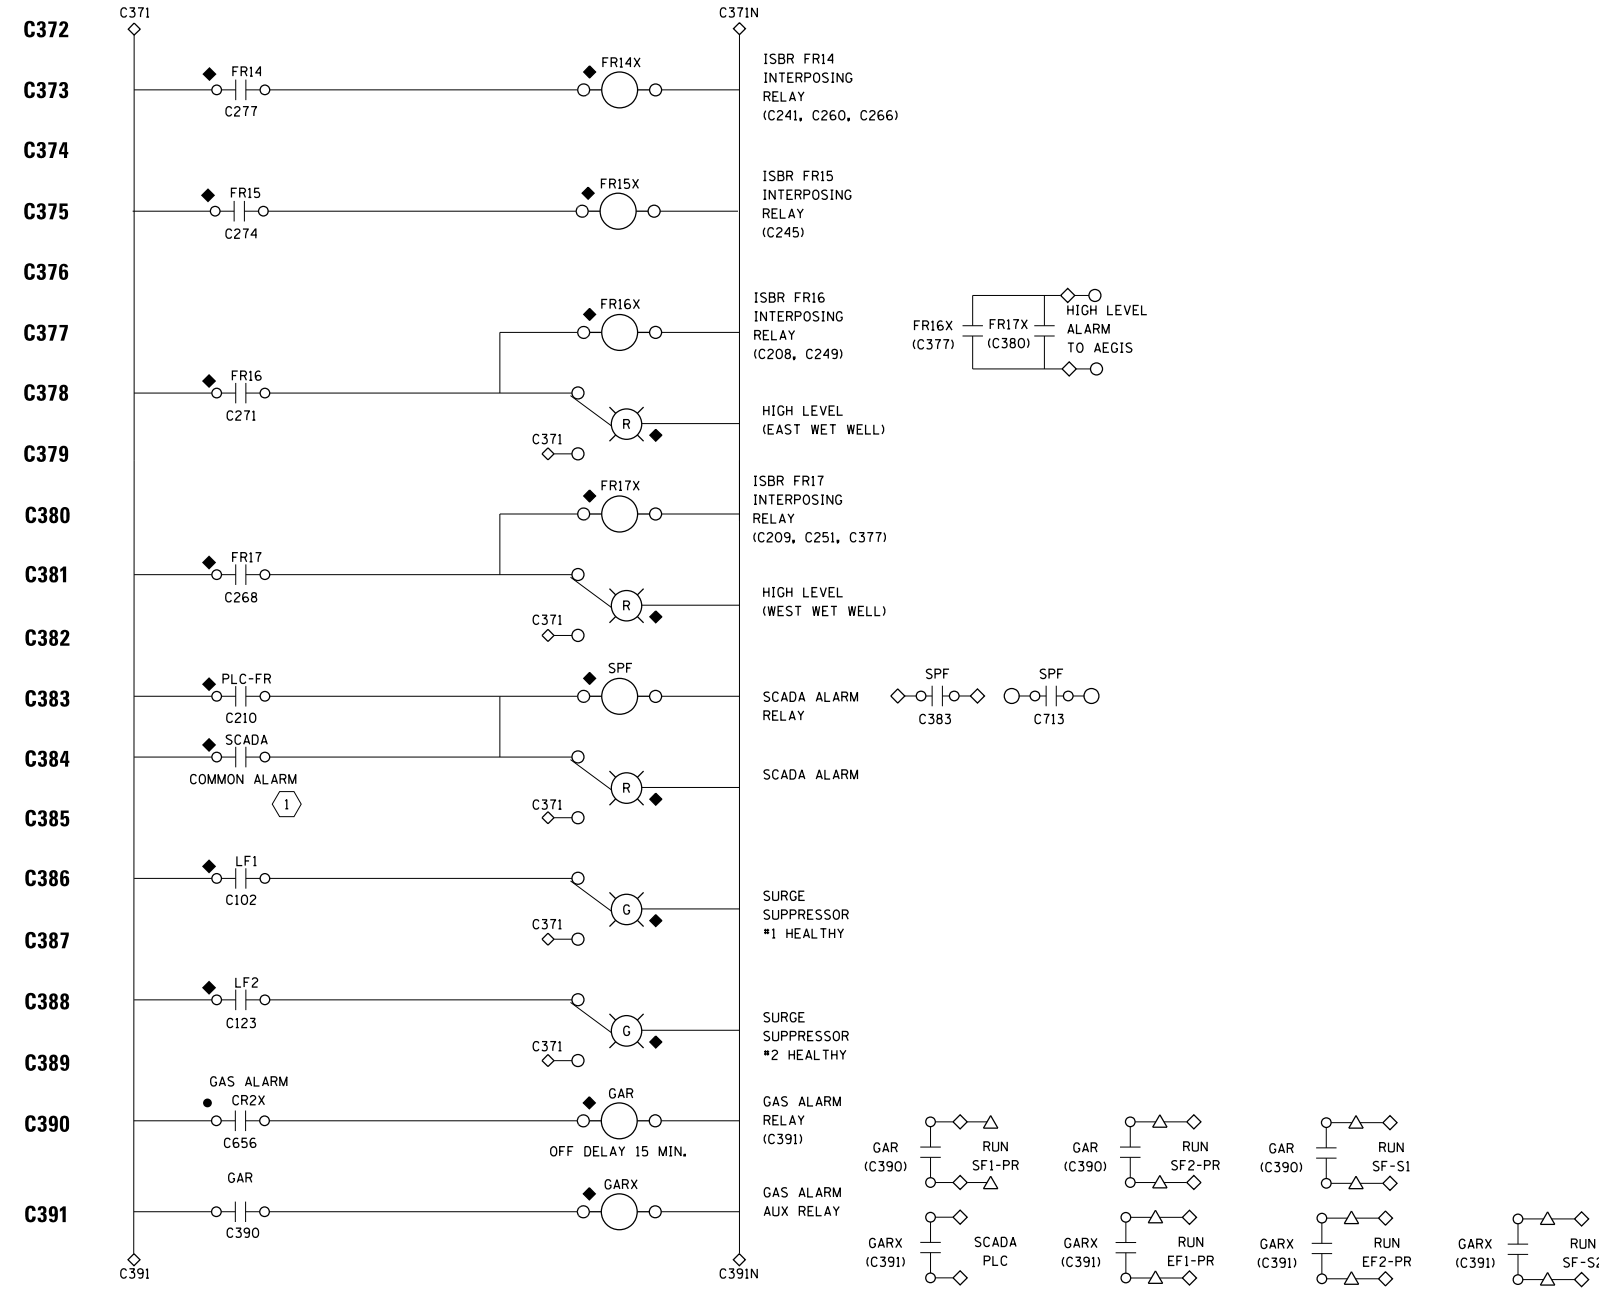 C371
C371N
C372
ISBR FR14
INTERPOSING
RELAY
(C241, C260, C266)
FR14
FR14X
C373
C277
C374
ISBR FR15
INTERPOSING
RELAY
(C245)
FR15
FR15X
C375
C274
C376
ISBR FR16
INTERPOSING
RELAY
(C208, C249)
FR16X
C377
FR16X
(C377)
FR17X
(C380)
HIGH LEVEL
ALARM
TO AEGIS
FR16
C378
C271
R
HIGH LEVEL
(EAST WET WELL)
C371
C379
ISBR FR17
INTERPOSING
RELAY
(C209, C251, C377)
FR17X
C380
FR17
C381
C268
R
HIGH LEVEL
(WEST WET WELL)
C371
C382
PLC-FR
SPF
C383
C210
SCADA ALARM
RELAY
SPF
C383
SPF
C713
SCADA
C384
COMMON ALARM
1
R
SCADA ALARM
C371
C385
LF1
C386
C102
G
SURGE
SUPPRESSOR
#1 HEALTHY
C371
C387
LF2
C388
C123
G
SURGE
SUPPRESSOR
#2 HEALTHY
C371
C389
GAS ALARM
CR2X
GAR
C390
C656
OFF DELAY 15 MIN.
GAS ALARM
RELAY
(C391)
GAR
(C390)
RUN
SF1-PR
GAR
(C390)
RUN
SF2-PR
GAR
(C390)
RUN
SF-S1
GAR
GARX
C391
C390
GAS ALARM
AUX RELAY
GARX
(C391)
SCADA
PLC
GARX
(C391)
RUN
EF1-PR
GARX
(C391)
RUN
EF2-PR
GARX
(C391)
RUN
SF-S2
C391
C391N